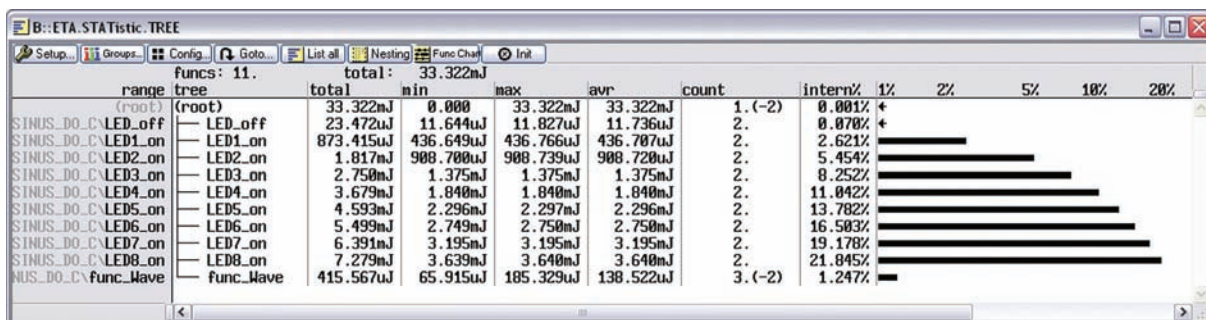 B::ETA.STATistic.TREE
Setup... Groups... Config... Goto... List all Nesting Func Chart Init
funcs: 11. total: 33.322mJ
range tree total min max avr count intern% 1% 2% 5% 10% 20%
(root) (root) 33.322mJ 0.000 33.322mJ 33.322mJ 1.(-2) 0.001%
SINUS_DO_C\LED_off LED_off 23.472uJ 11.644uJ 11.827uJ 11.736uJ 2. 0.070%
SINUS_DO_C\LED1_on LED1_on 873.415uJ 436.649uJ 436.766uJ 436.707uJ 2. 2.621%
SINUS_DO_C\LED2_on LED2_on 1.817mJ 908.700uJ 908.739uJ 908.720uJ 2. 5.454%
SINUS_DO_C\LED3_on LED3_on 2.750mJ 1.375mJ 1.375mJ 1.375mJ 2. 8.252%
SINUS_DO_C\LED4_on LED4_on 3.679mJ 1.840mJ 1.840mJ 1.840mJ 2. 11.042%
SINUS_DO_C\LED5_on LED5_on 4.593mJ 2.296mJ 2.297mJ 2.296mJ 2. 13.782%
SINUS_DO_C\LED6_on LED6_on 5.499mJ 2.749mJ 2.750mJ 2.750mJ 2. 16.503%
SINUS_DO_C\LED7_on LED7_on 6.391mJ 3.195mJ 3.195mJ 3.195mJ 2. 19.178%
SINUS_DO_C\LED8_on LED8_on 7.279mJ 3.639mJ 3.640mJ 3.640mJ 2. 21.845%
NUS_DO_C\func_Wave func_Wave 415.567uJ 65.915uJ 185.329uJ 138.522uJ 3.(-2) 1.247%